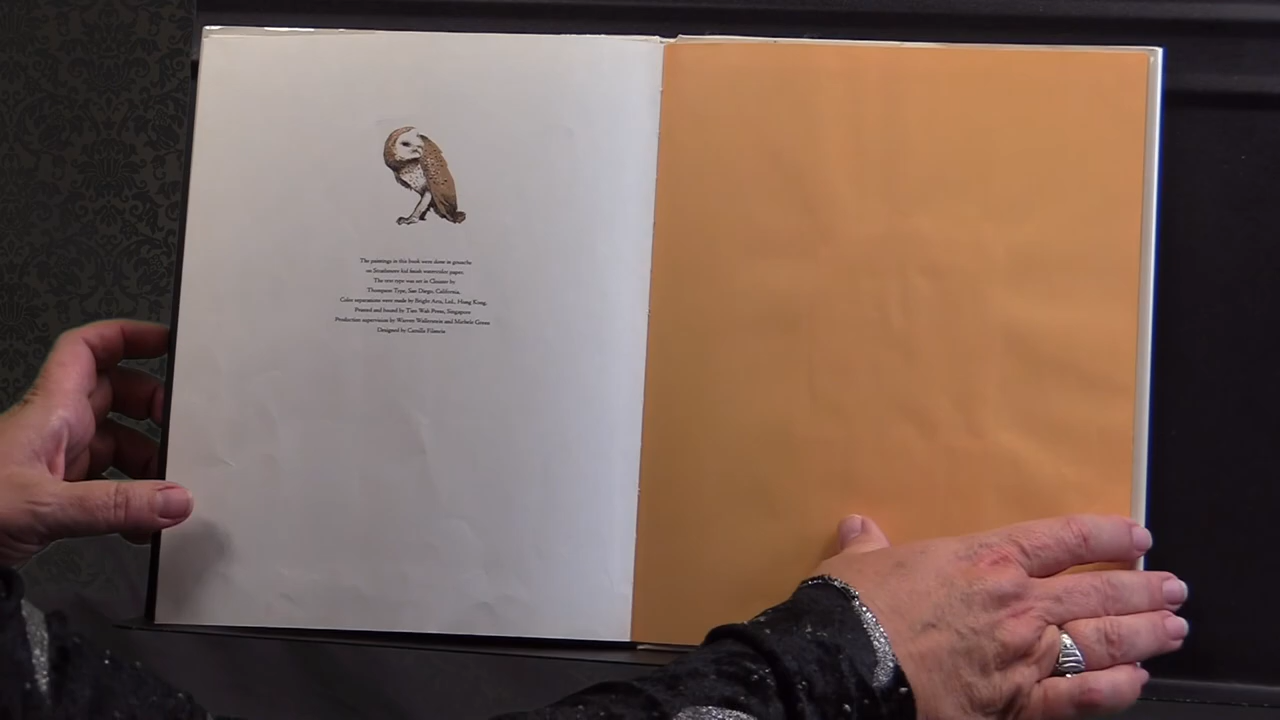 The paintings in this book were done in gouache
on Strathmore kid finish watercolor paper.
The text type was set in Cloister by
Thompson Type, San Diego, California.
Color separations were made by Bright Arts, Ltd., Hong Kong.
Printed and bound by Tien Wah Press, Singapore
Production supervision by Warren Wallerstein and Michele Green
Designed by Camilla Filancia